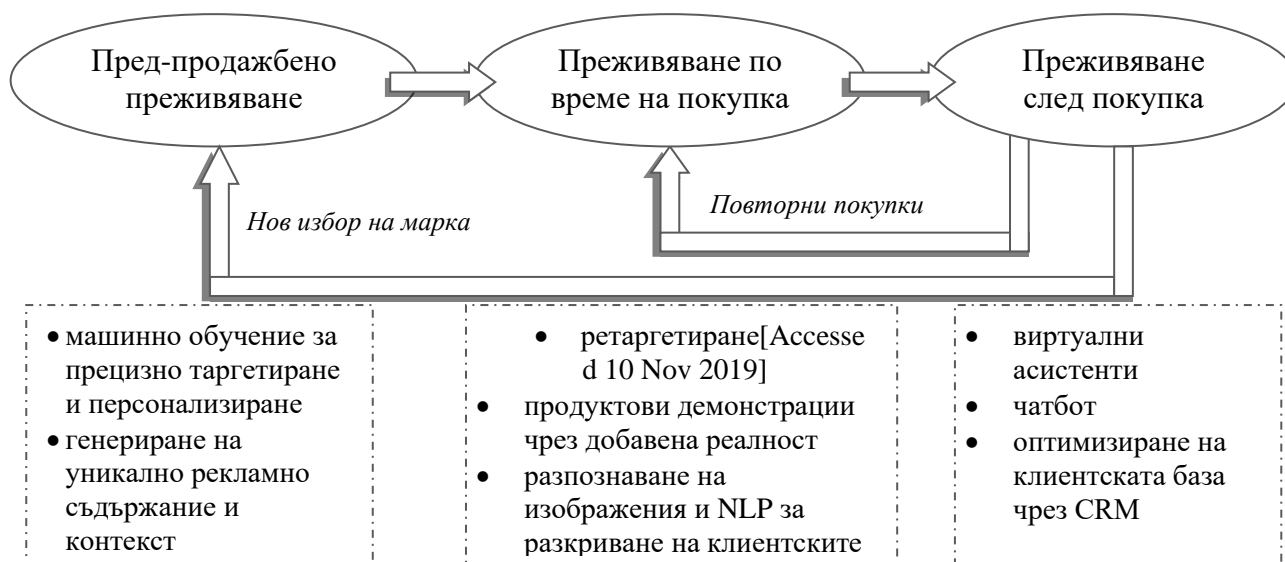 Пред-продажбено
преживяване
Преживяване по
време на покупка
Преживяване
след покупка
Нов избор на марка
Повторни покупки
• машинно обучение за
прецизно таргетиране
и персонализиране
• генериране на
уникално рекламно
съдържание и
контекст
• ретаргетиране[Accesse
d 10 Nov 2019]
• продуктови демонстрации
чрез добавена реалност
• разпознаване на
изображения и NLP за
разкриване на клиентските
• виртуални
асистенти
• чатбот
• оптимизиране на
клиентската база
чрез CRM